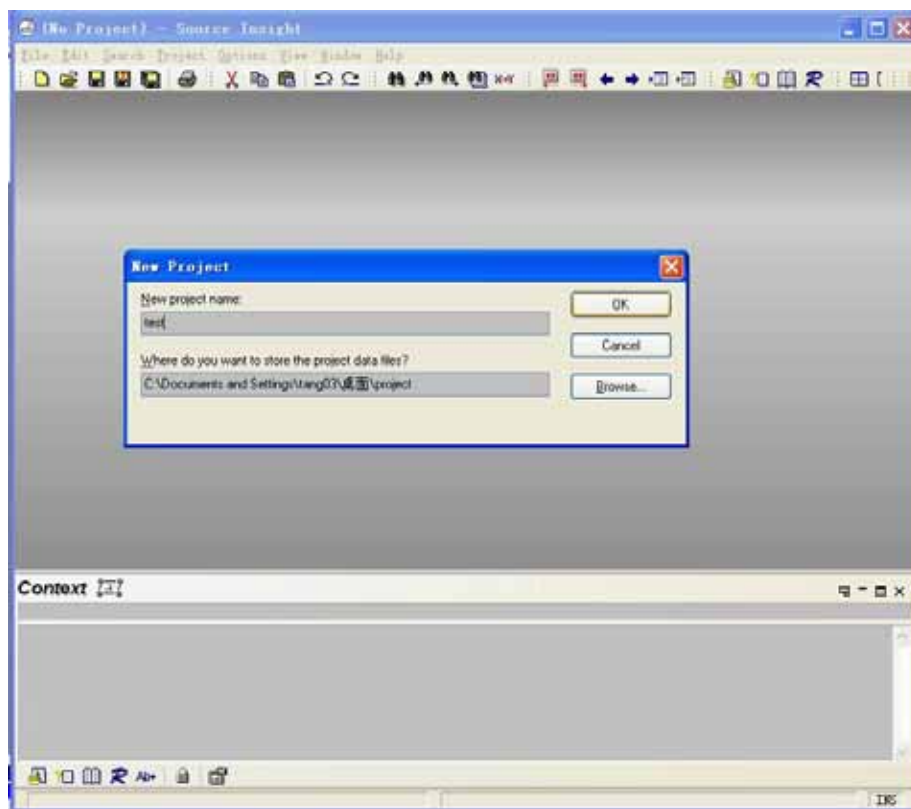 (No Project) - Source Insight
File Edit Search Project Options View Window Help
New Project
New project name:
test
OK
Where do you want to store the project data files?
Cancel
C:\Documents and Settings\tang03\桌面\project
Browse...
Context
Ab+
INS